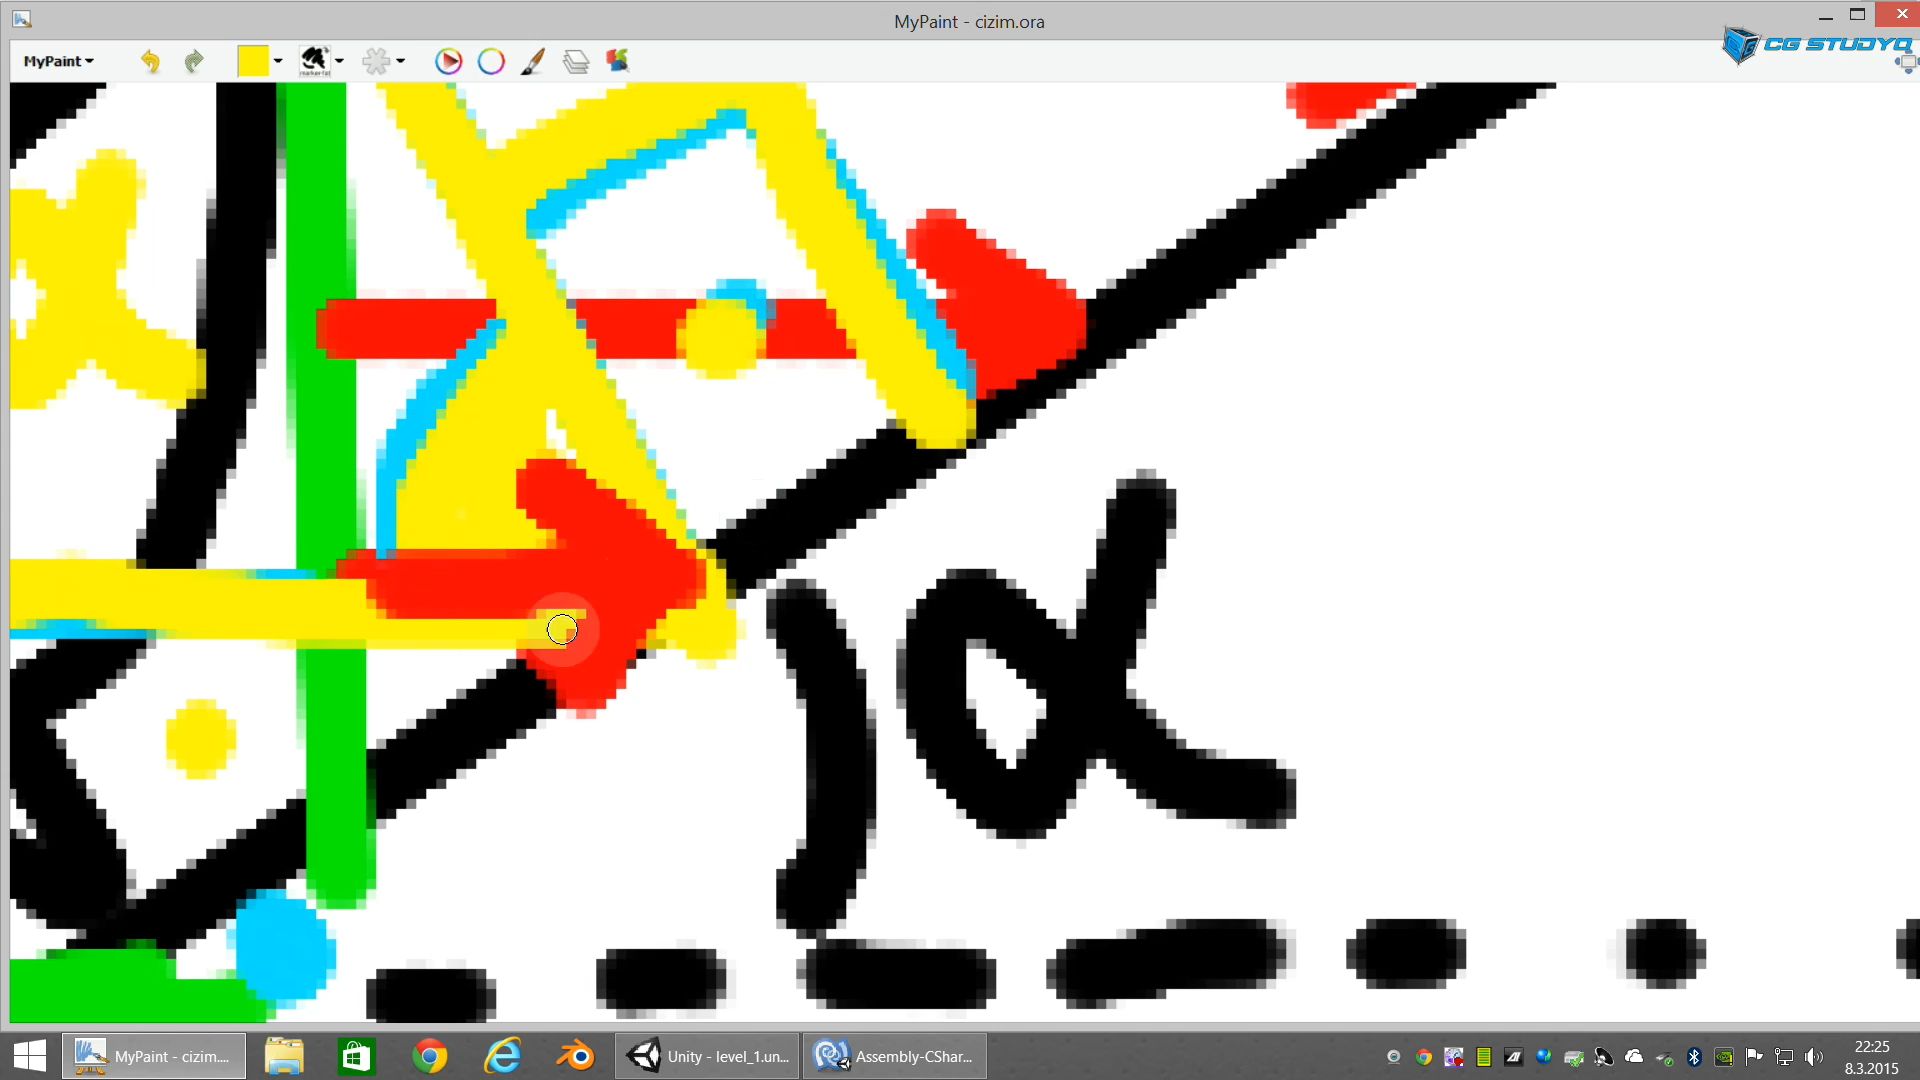 MyPaint - cizim.ora
MyPaint
CG STUDYO
α
MyPaint - cizim....
Unity - level_1.un...
Assembly-CShar...
22:25
8.3.2015